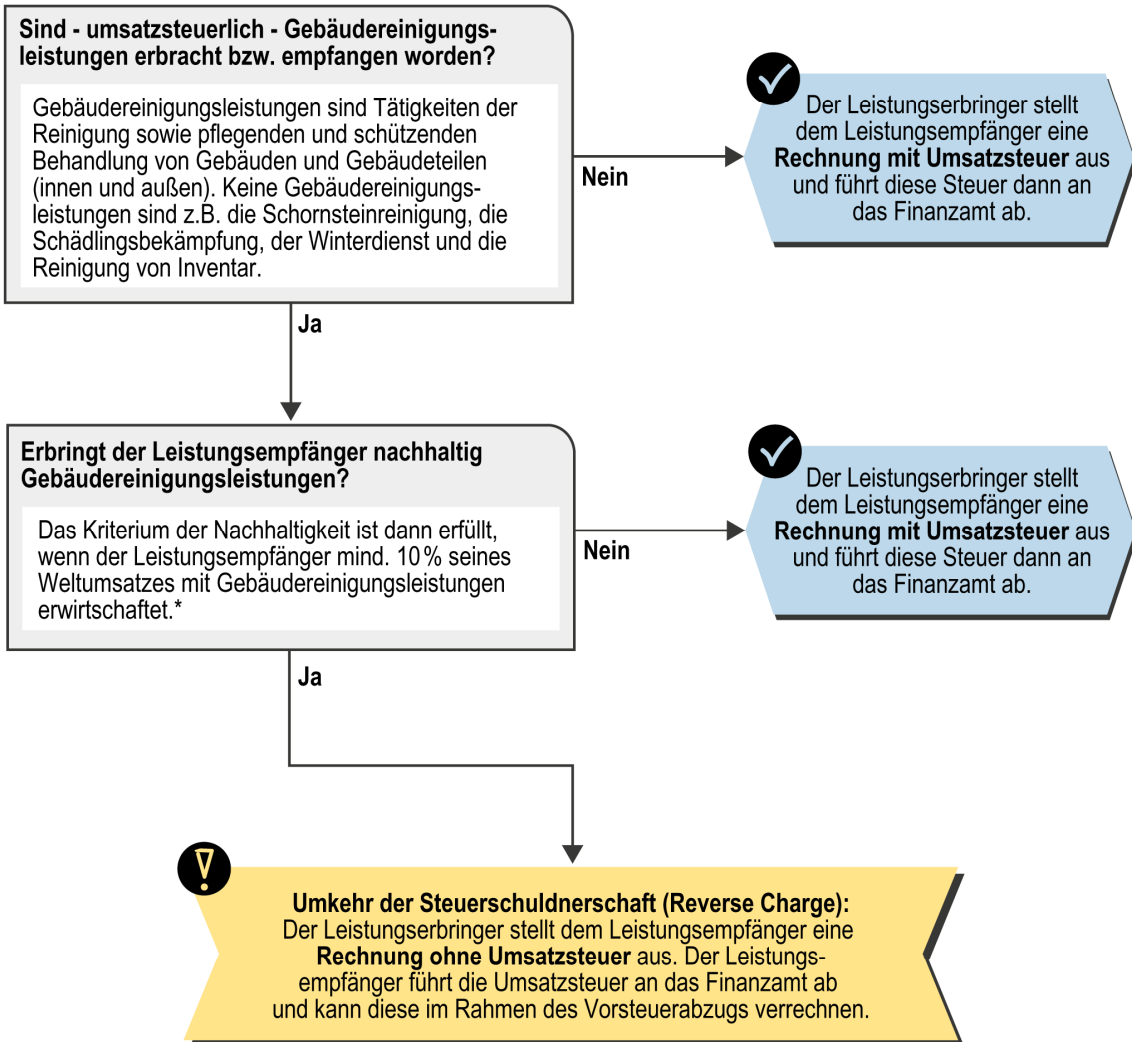 Sind - umsatzsteuerlich - Gebäudereinigungs-
leistungen erbracht bzw. empfangen worden?
Gebäudereinigungsleistungen sind Tätigkeiten der
Reinigung sowie pflegenden und schützenden
Behandlung von Gebäuden und Gebäudeteilen
(innen und außen). Keine Gebäudereinigungs-
leistungen sind z.B. die Schornsteinreinigung, die
Schädlingsbekämpfung, der Winterdienst und die
Reinigung von Inventar.
Nein
Der Leistungserbringer stellt
dem Leistungsempfänger eine
Rechnung mit Umsatzsteuer aus
und führt diese Steuer dann an
das Finanzamt ab.
Ja
Erbringt der Leistungsempfänger nachhaltig
Gebäudereinigungsleistungen?
Das Kriterium der Nachhaltigkeit ist dann erfüllt,
wenn der Leistungsempfänger mind. 10 % seines
Weltumsatzes mit Gebäudereinigungsleistungen
erwirtschaftet.*
Nein
Der Leistungserbringer stellt
dem Leistungsempfänger eine
Rechnung mit Umsatzsteuer aus
und führt diese Steuer dann an
das Finanzamt ab.
Ja
Umkehr der Steuerschuldnerschaft (Reverse Charge):
Der Leistungserbringer stellt dem Leistungsempfänger eine
Rechnung ohne Umsatzsteuer aus. Der Leistungs-
empfänger führt die Umsatzsteuer an das Finanzamt ab
und kann diese im Rahmen des Vorsteuerabzugs verrechnen.